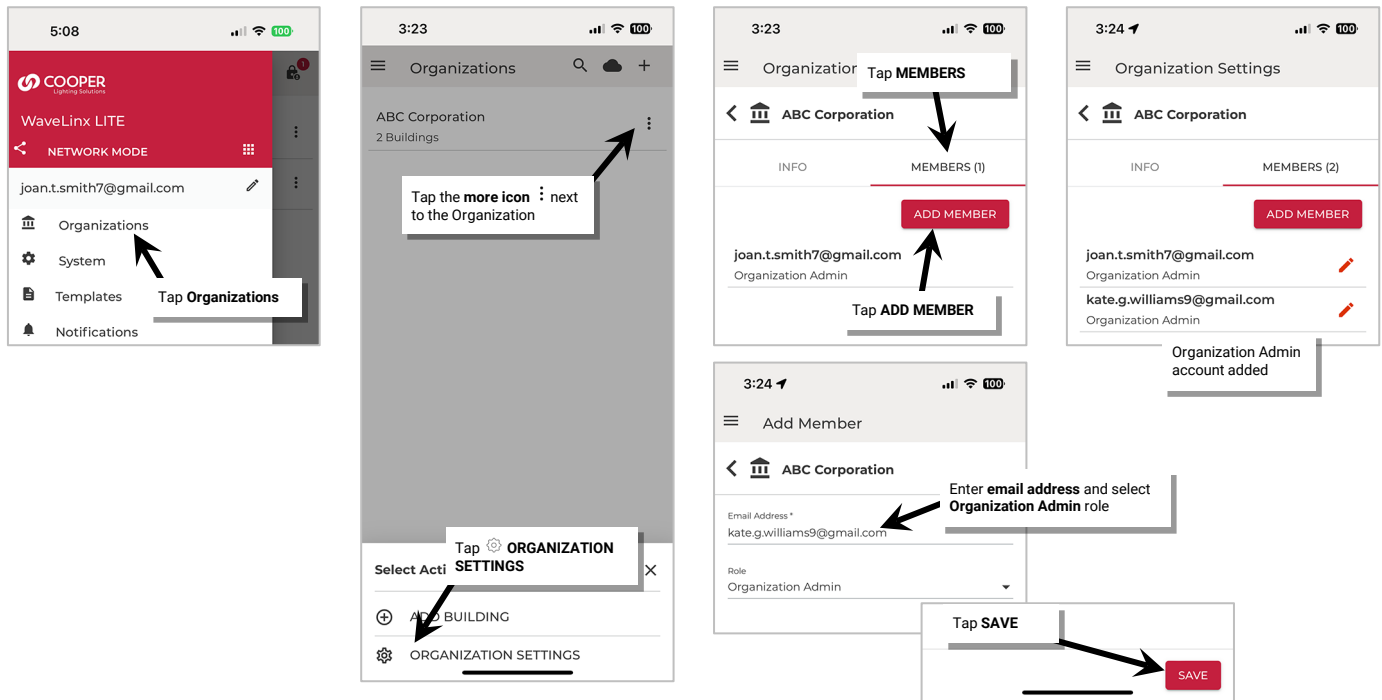 5:08
100
COOPER
Lighting Solutions
1
WaveLinx LITE
NETWORK MODE
joan.t.smith7@gmail.com
Organizations
System
Templates
Notifications
Tap Organizations
3:23
100
Organizations
ABC Corporation
2 Buildings
Tap the more icon ⋮ next
to the Organization
Tap ORGANIZATION
SETTINGS
Select Acti
ADD BUILDING
ORGANIZATION SETTINGS
3:23
100
Organization
Tap MEMBERS
ABC Corporation
INFO
MEMBERS (1)
ADD MEMBER
joan.t.smith7@gmail.com
Organization Admin
Tap ADD MEMBER
3:24
100
Add Member
ABC Corporation
Enter email address and select
Organization Admin role
Email Address *
kate.g.williams9@gmail.com
Role
Organization Admin
Tap SAVE
SAVE
3:24
100
Organization Settings
ABC Corporation
INFO
MEMBERS (2)
ADD MEMBER
joan.t.smith7@gmail.com
Organization Admin
kate.g.williams9@gmail.com
Organization Admin
Organization Admin
account added